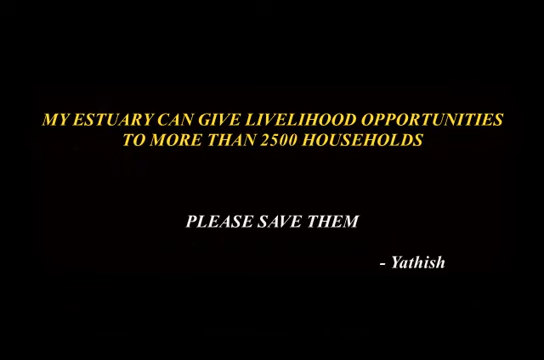 MY ESTUARY CAN GIVE LIVELIHOOD OPPORTUNITIES
TO MORE THAN 2500 HOUSEHOLDS
PLEASE SAVE THEM
- Yathish